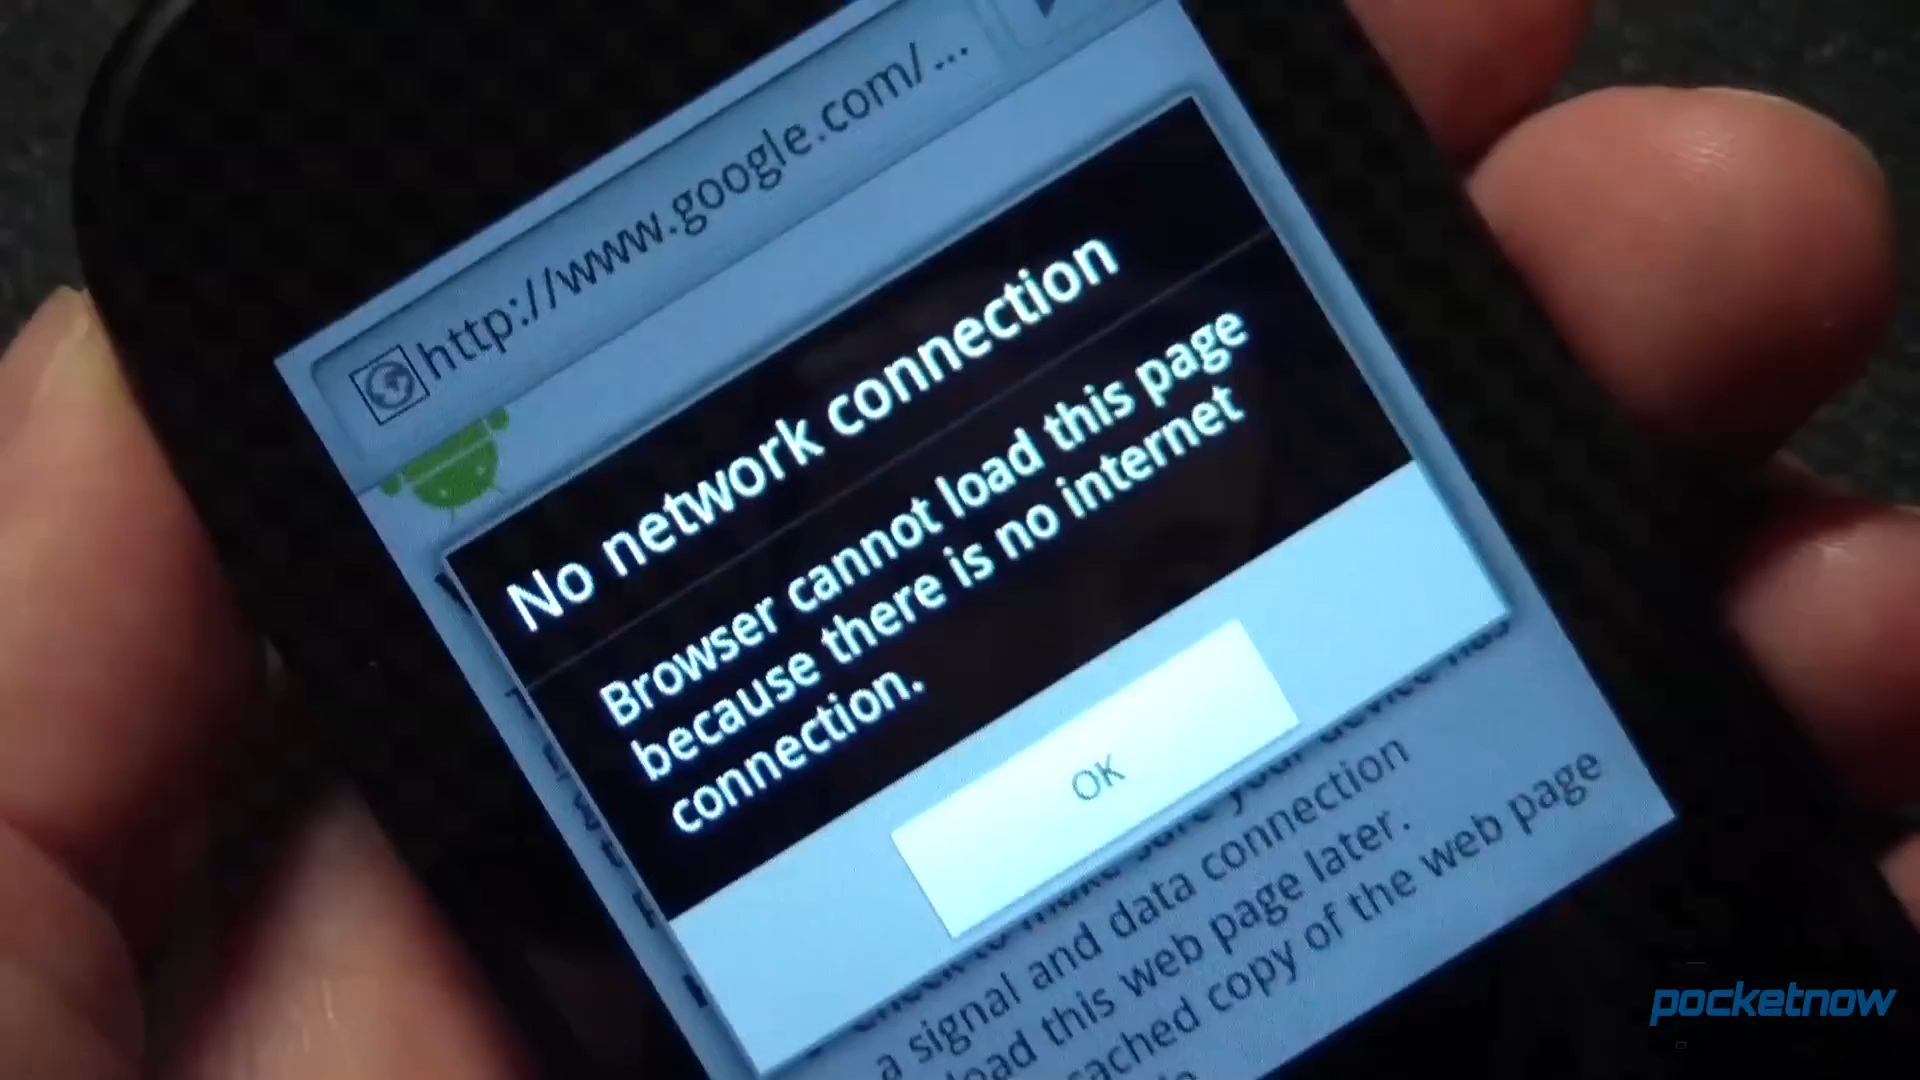 http://www.google.com/...
No network connection
Browser cannot load this page
because there is no internet
connection.
OK
a signal and data connection
load this web page later.
cached copy of the web page
pocketnow